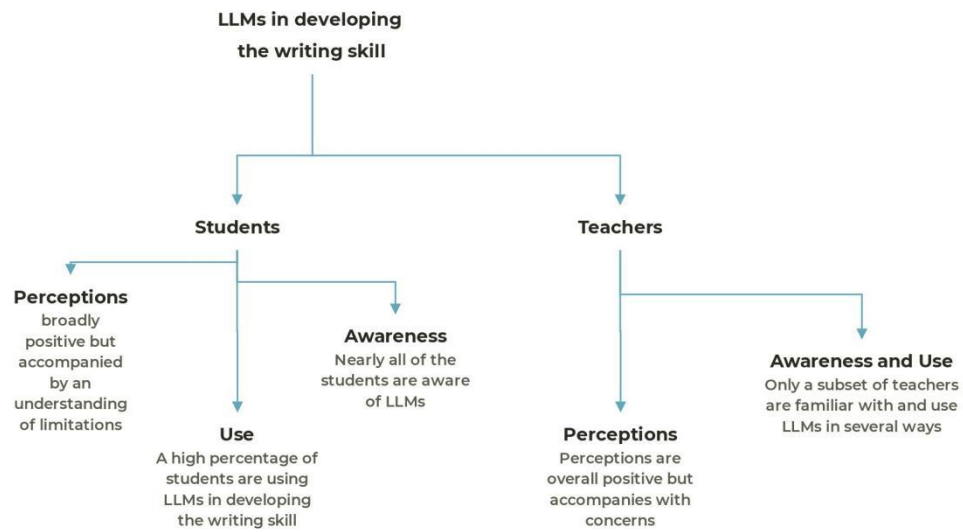 LLMs in developing
the writing skill
Students
Teachers
Perceptions
broadly
positive but
accompanied
by an
understanding
of limitations
Use
A high percentage of
students are using
LLMs in developing
the writing skill
Awareness
Nearly all of the
students are aware
of LLMs
Perceptions
Perceptions are
overall positive but
accompanies with
concerns
Awareness and Use
Only a subset of teachers
are familiar with and use
LLMs in several ways